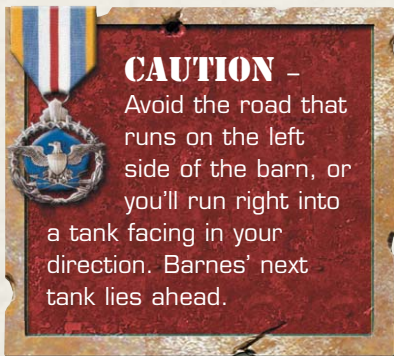 CAUTION –
Avoid the road that
runs on the left
side of the barn, or
you'll run right into
a tank facing in your
direction. Barnes' next
tank lies ahead.